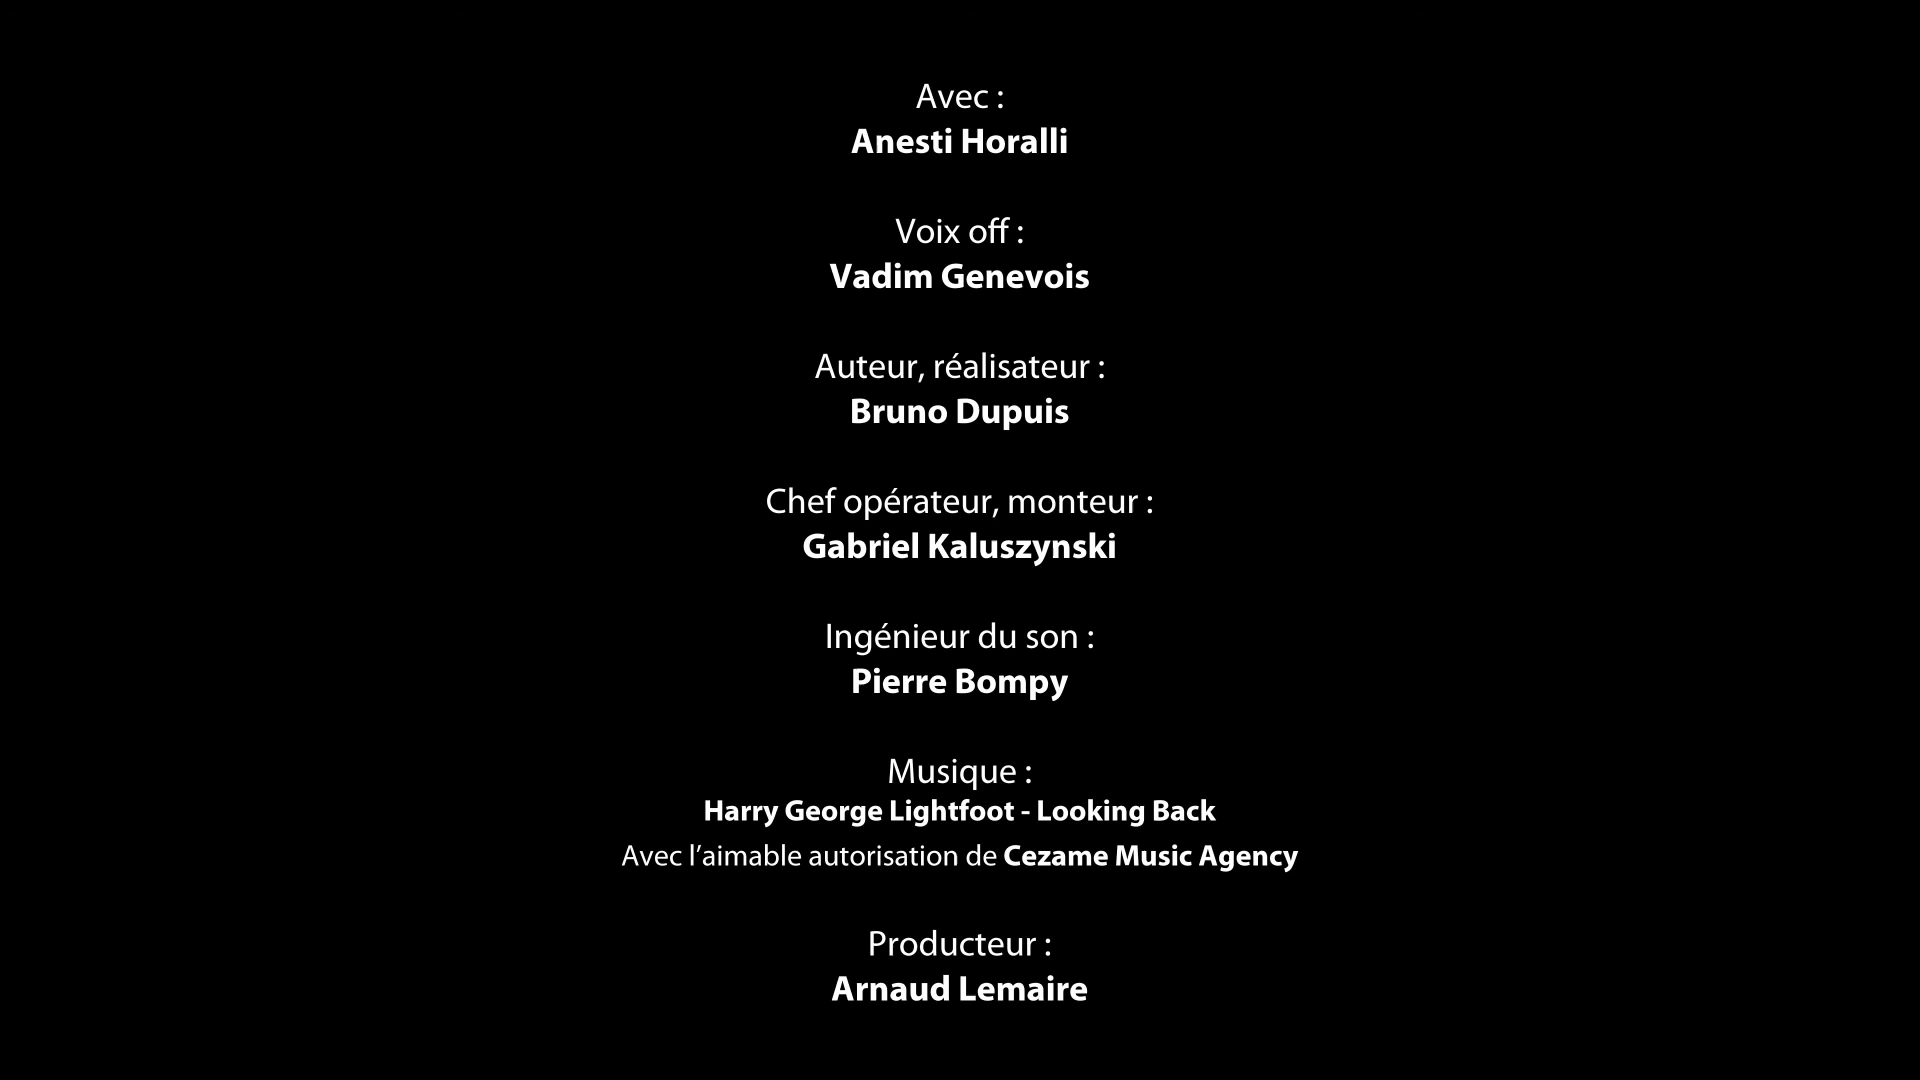 Avec :
Anesti Horalli
Voix off :
Vadim Genevois
Auteur, réalisateur :
Bruno Dupuis
Chef opérateur, monteur :
Gabriel Kaluszynski
Ingénieur du son :
Pierre Bompy
Musique :
Harry George Lightfoot - Looking Back
Avec l’aimable autorisation de Cezame Music Agency
Producteur :
Arnaud Lemaire